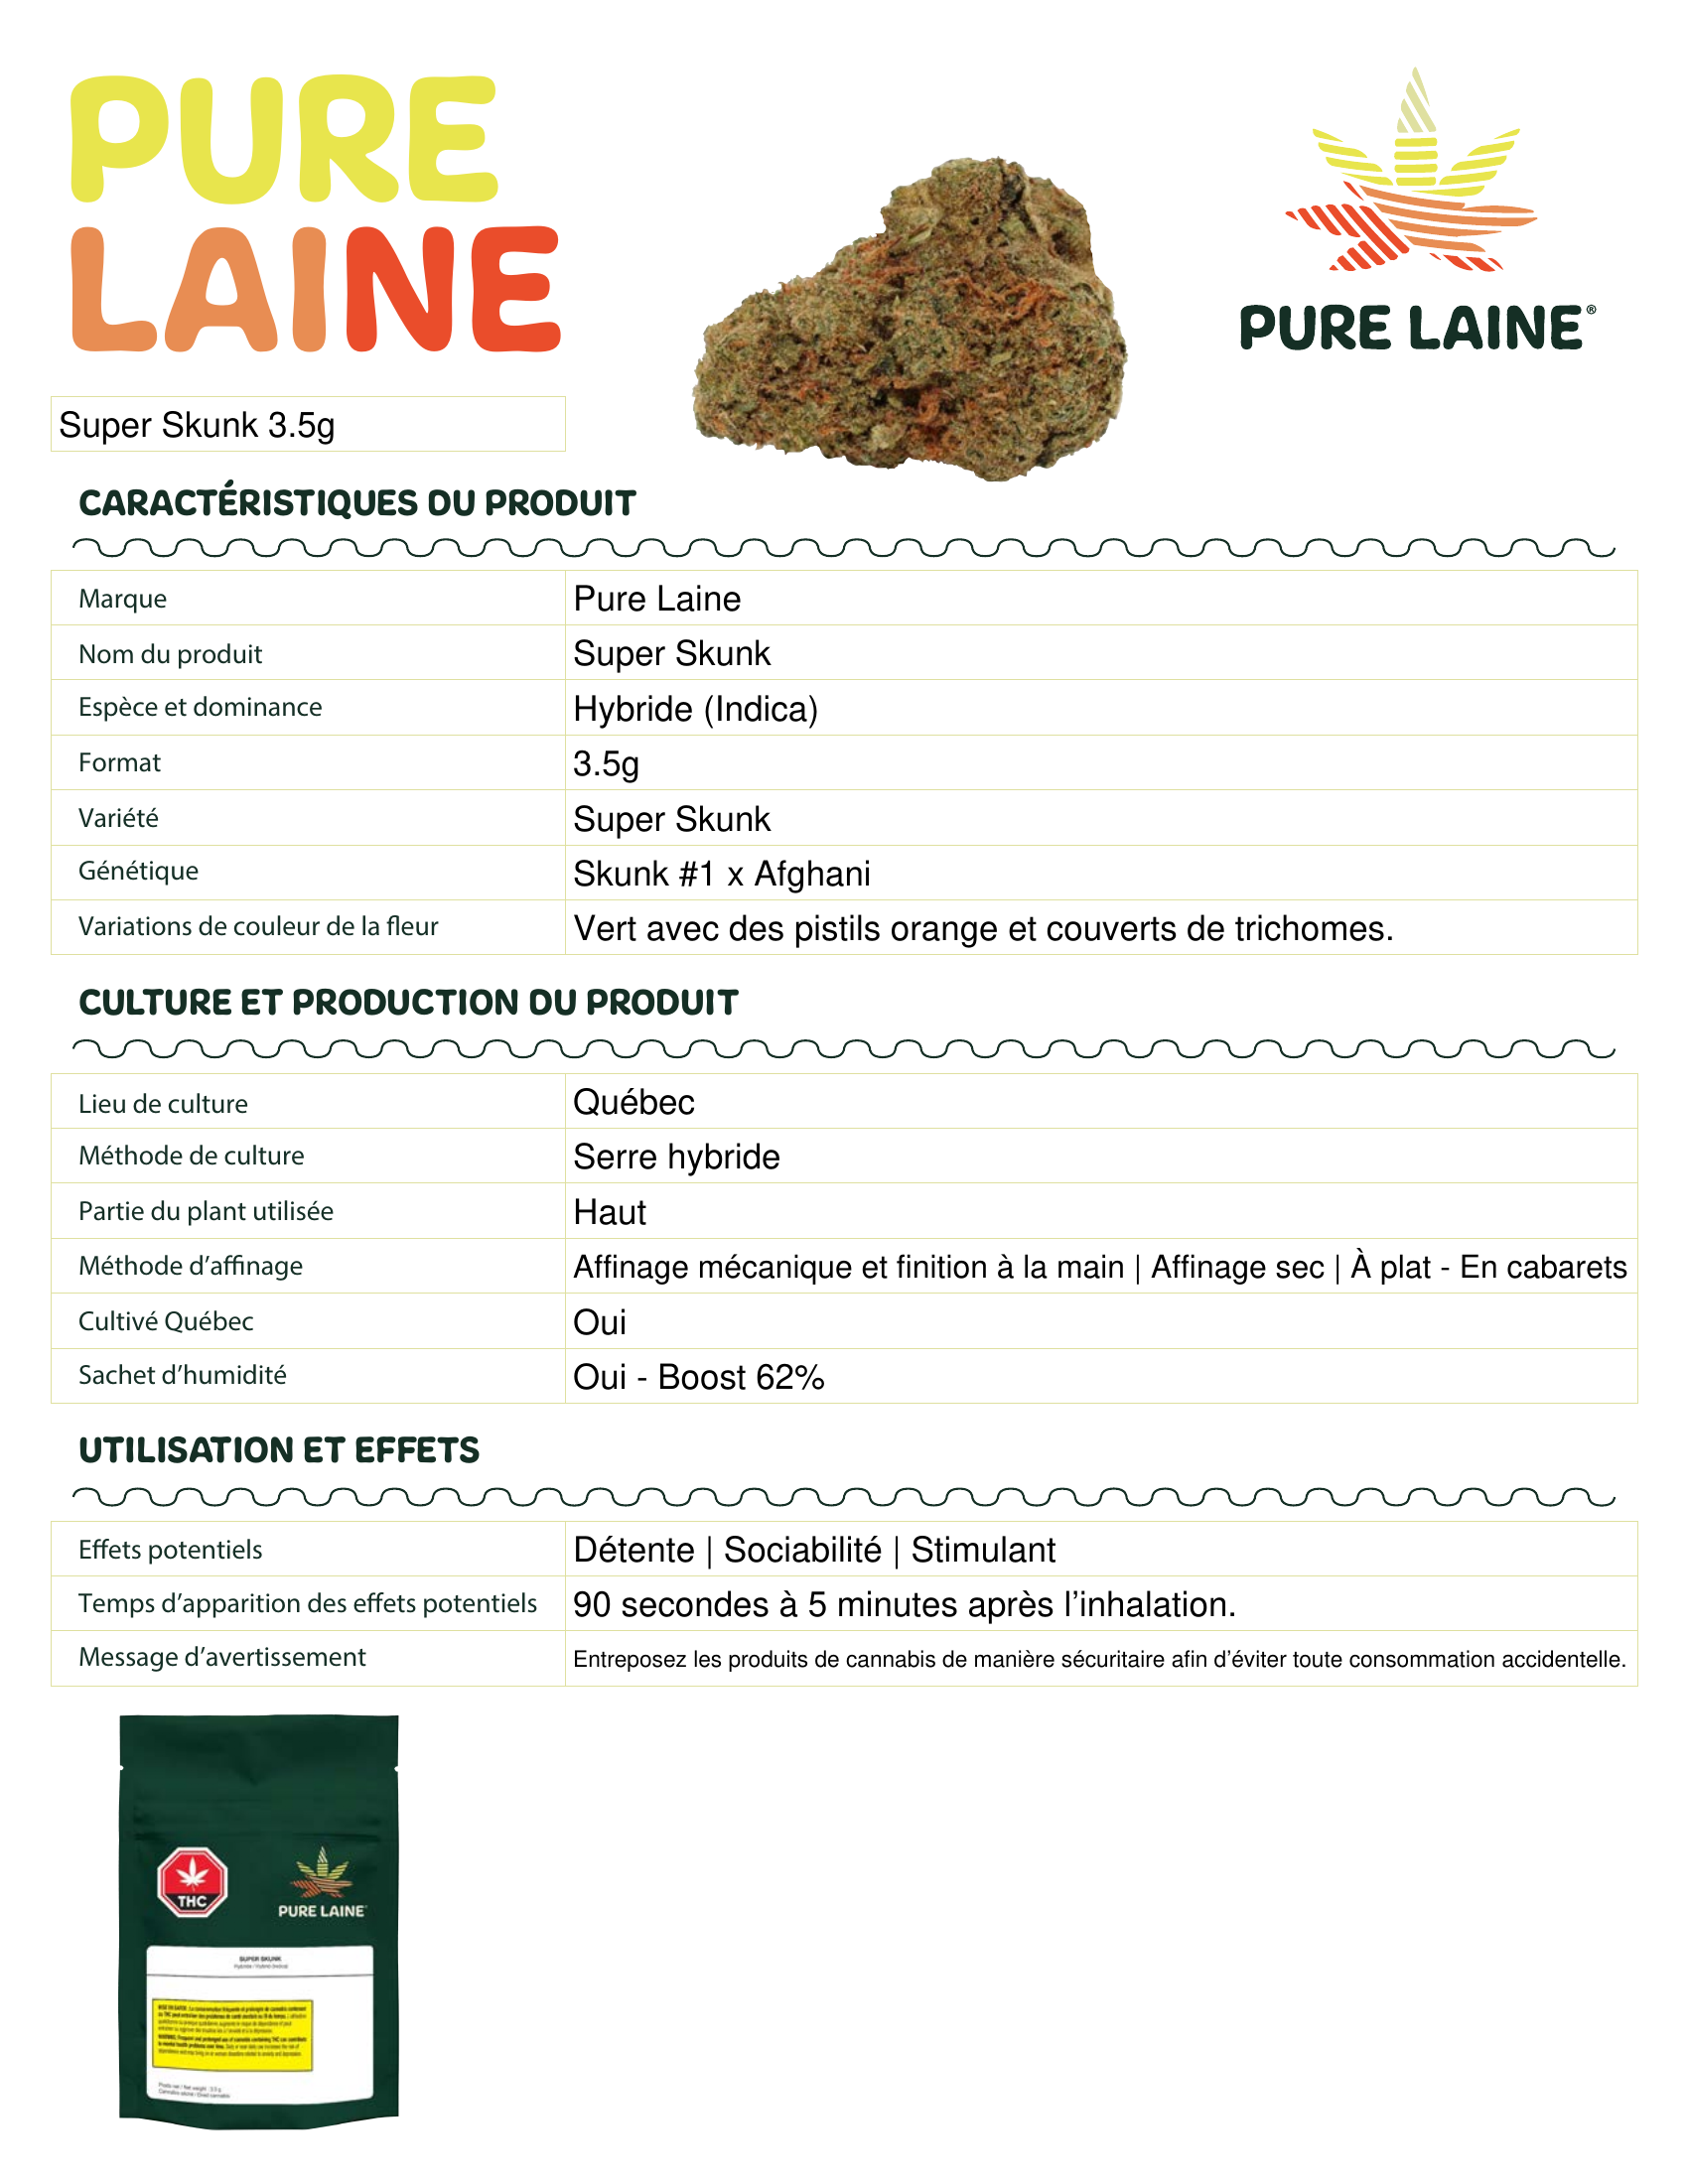 PURE
LAINE
PURE LAINE®
Super Skunk 3.5g
CARACTÉRISTIQUES DU PRODUIT
Marque Pure Laine
Nom du produit Super Skunk
Espèce et dominance Hybride (Indica)
Format 3.5g
Variété Super Skunk
Génétique Skunk #1 x Afghani
Variations de couleur de la fleur Vert avec des pistils orange et couverts de trichomes.
CULTURE ET PRODUCTION DU PRODUIT
Lieu de culture Québec
Méthode de culture Serre hybride
Partie du plant utilisée Haut
Méthode d’affinage Affinage mécanique et finition à la main | Affinage sec | À plat - En cabarets
Cultivé Québec Oui
Sachet d’humidité Oui - Boost 62%
UTILISATION ET EFFETS
Effets potentiels Détente | Sociabilité | Stimulant
Temps d’apparition des effets potentiels 90 secondes à 5 minutes après l’inhalation.
Message d’avertissement Entreposez les produits de cannabis de manière sécuritaire afin d’éviter toute consommation accidentelle.
THC
PURE LAINE
SUPER SKUNK